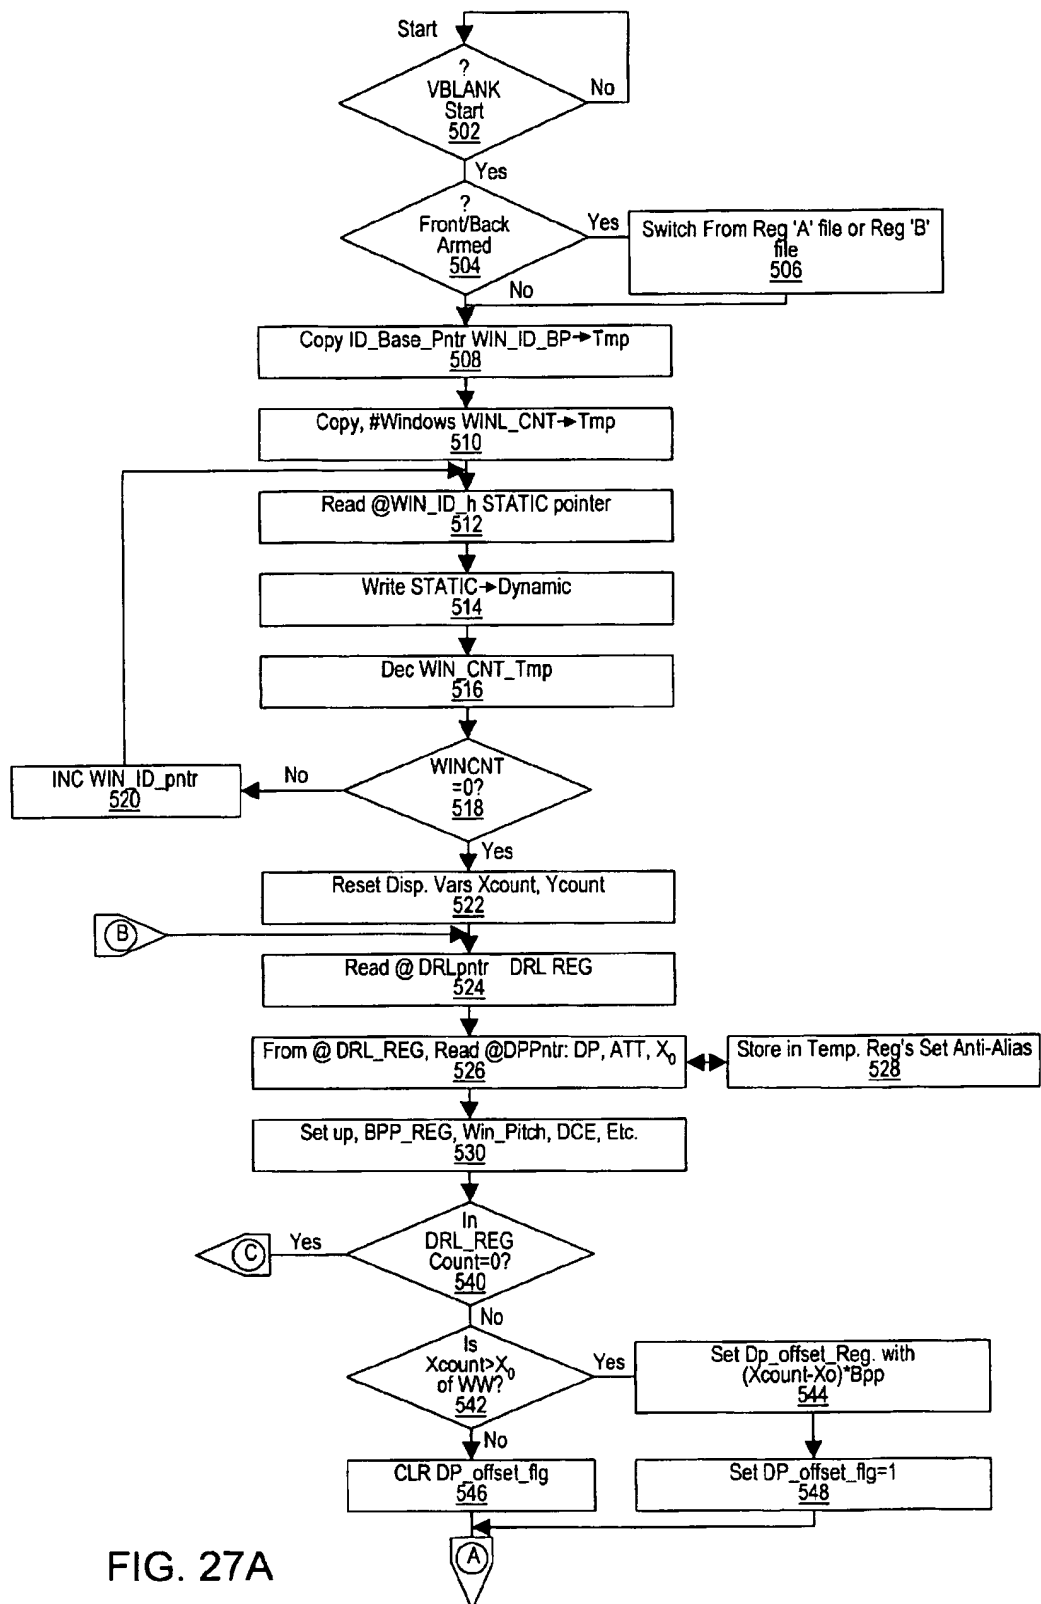 Start
?
VBLANK
Start
502
No
Yes
?
Front/Back
Armed
504
Yes
Switch From Reg 'A' file or Reg 'B'
file
506
No
Copy ID_Base_Pntr WIN_ID_BP→Tmp
508
Copy, #Windows WINL_CNT→Tmp
510
Read @WIN_ID_h STATIC pointer
512
Write STATIC→Dynamic
514
Dec WIN_CNT_Tmp
516
WINCNT
=0?
518
No
INC WIN_ID_pntr
520
Yes
Reset Disp. Vars Xcount, Ycount
522
B
Read @ DRLpntr DRL REG
524
From @ DRL_REG, Read @DPPntr: DP, ATT, X0
526
Store in Temp. Reg's Set Anti-Alias
528
Set up, BPP_REG, Win_Pitch, DCE, Etc.
530
In
DRL_REG
Count=0?
540
Yes
C
No
Is
Xcount>X0
of WW?
542
Yes
Set Dp_offset_Reg. with
(Xcount-Xo)*Bpp
544
No
CLR DP_offset_flg
546
Set DP_offset_flg=1
548
A
FIG. 27A